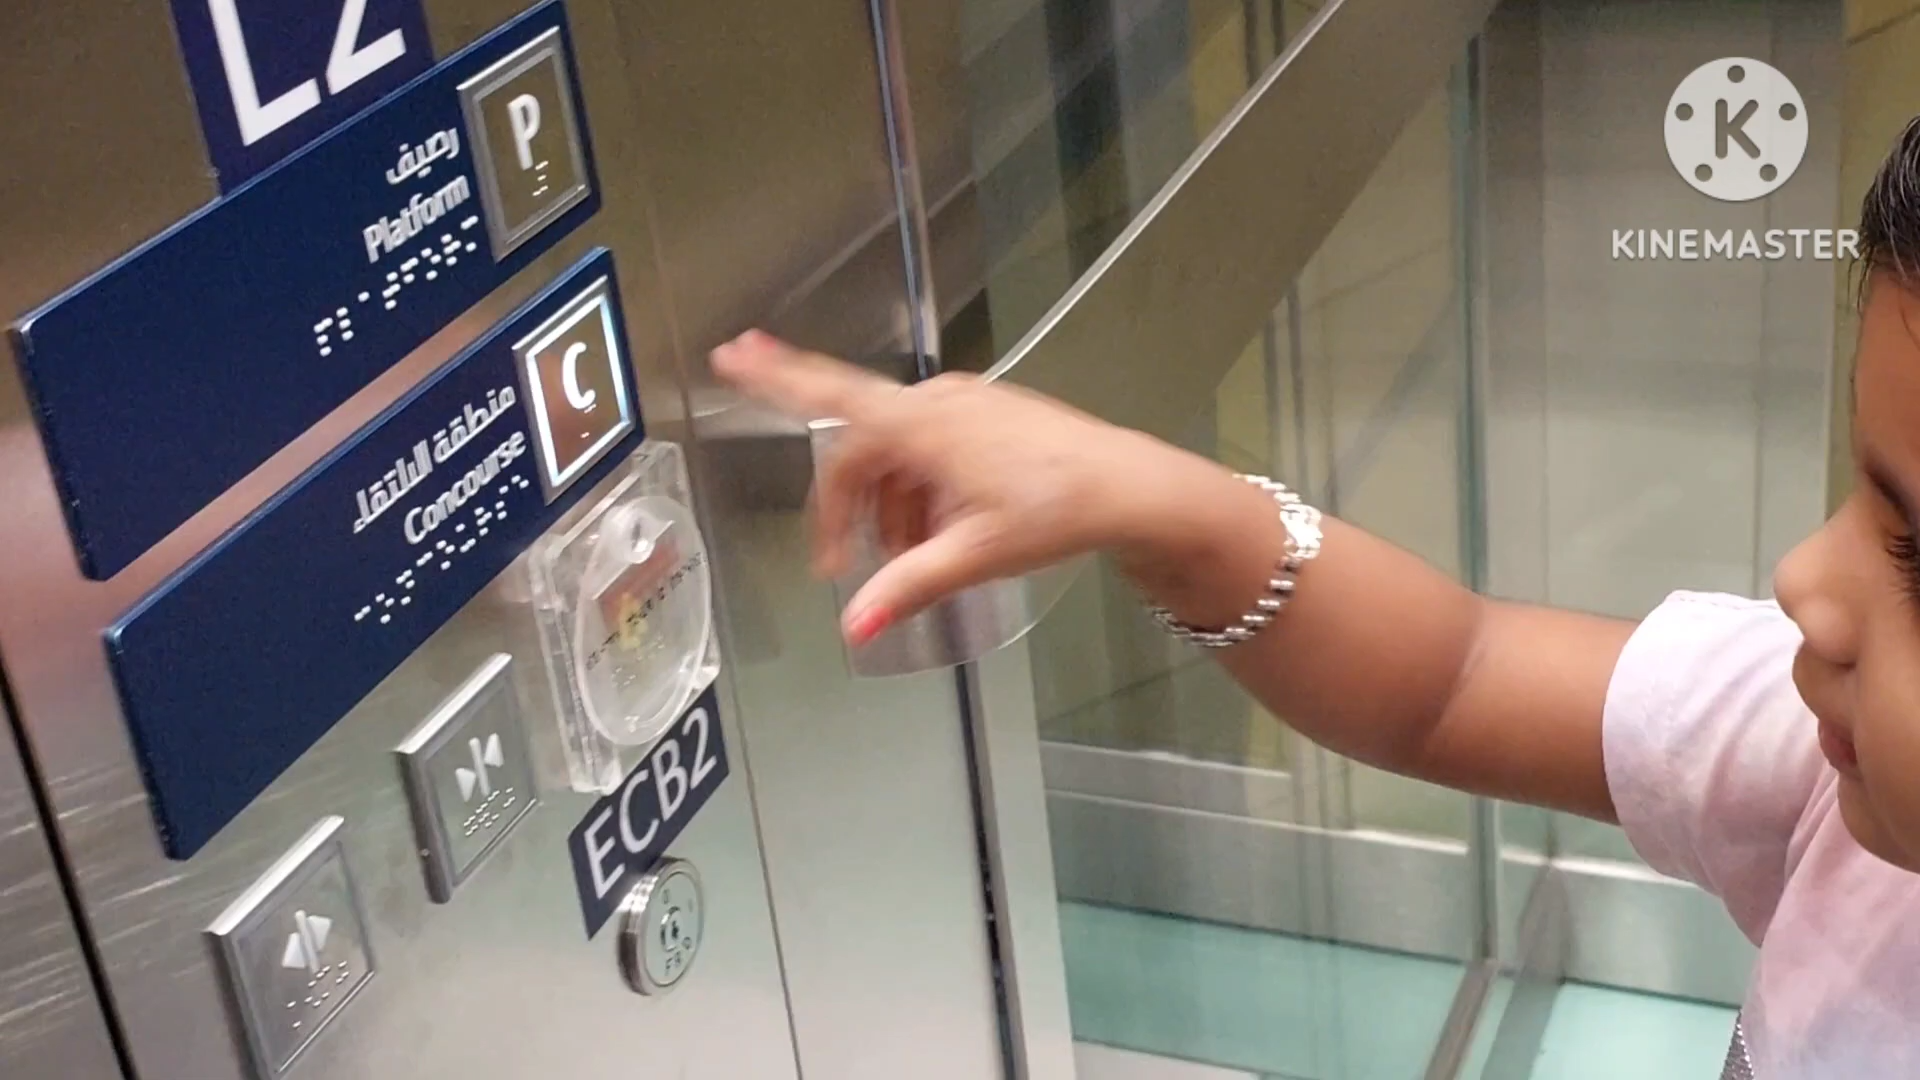 L2
P
رصيف
Platform
C
منطقة الالتقاء
Concourse
ECB2
K
KINEMASTER